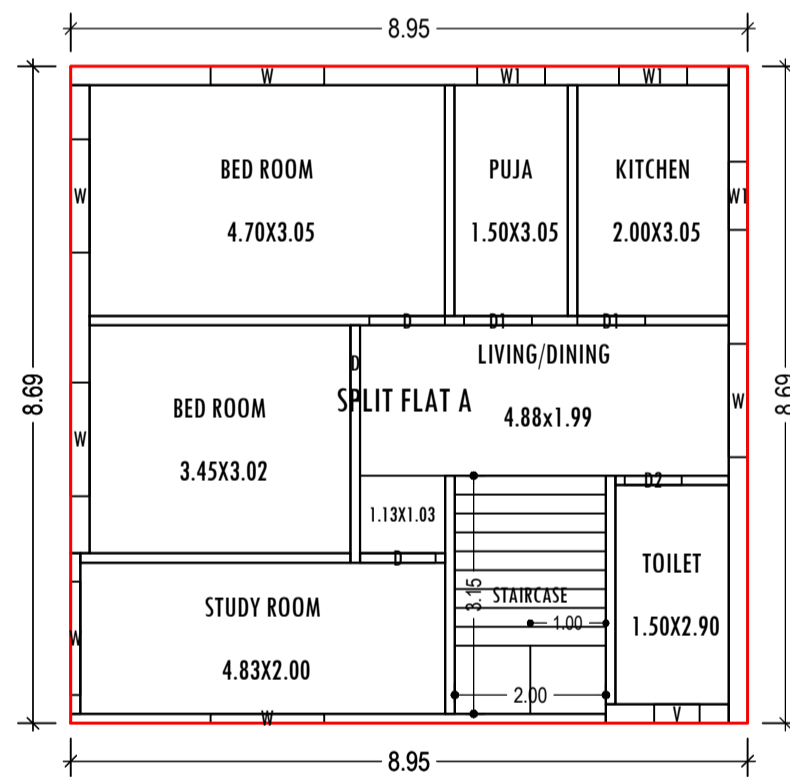 8.95
W
W1
W1
BED ROOM
PUJA
KITCHEN
W
W1
4.70X3.05
1.50X3.05
2.00X3.05
D
D1
D1
LIVING/DINING
D
8.69
8.69
SPLIT FLAT A
W
BED ROOM
4.88x1.99
W
3.45X3.02
D2
1.13X1.03
D
TOILET
3.15
STAIRCASE
STUDY ROOM
1.00
1.50X2.90
W
4.83X2.00
2.00
W
V
8.95